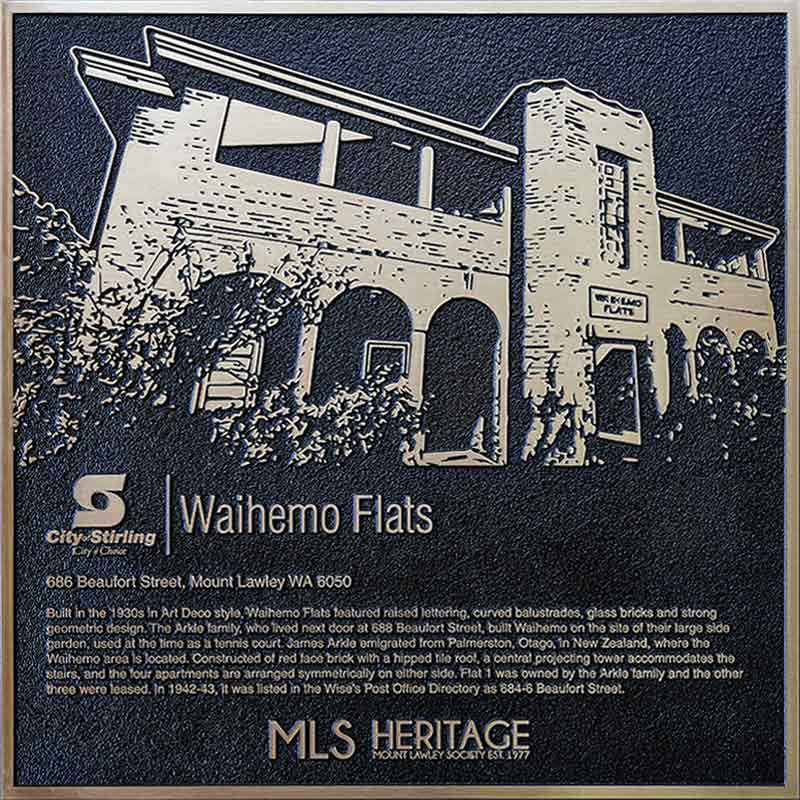 WAIHEMO
FLATS
S
City of Stirling
City of Choice
Waihemo Flats
686 Beaufort Street, Mount Lawley WA 6050
Built in the 1930s in Art Deco style, Waihemo Flats featured raised lettering, curved balustrades, glass bricks and strong
geometric design. The Arkle family, who lived next door at 688 Beaufort Street, built Waihemo on the site of their large side
garden, used at the time as a tennis court. James Arkle emigrated from Palmerston, Otago, in New Zealand, where the
Waihemo area is located. Constructed of red face brick with a hipped tile roof, a central projecting tower accommodates the
stairs, and the four apartments are arranged symmetrically on either side. Flat 1 was owned by the Arkle family and the other
three were leased. In 1942-43, it was listed in the Wise's Post Office Directory as 684-6 Beaufort Street.
MLS HERITAGE
MOUNT LAWLEY SOCIETY EST. 1977